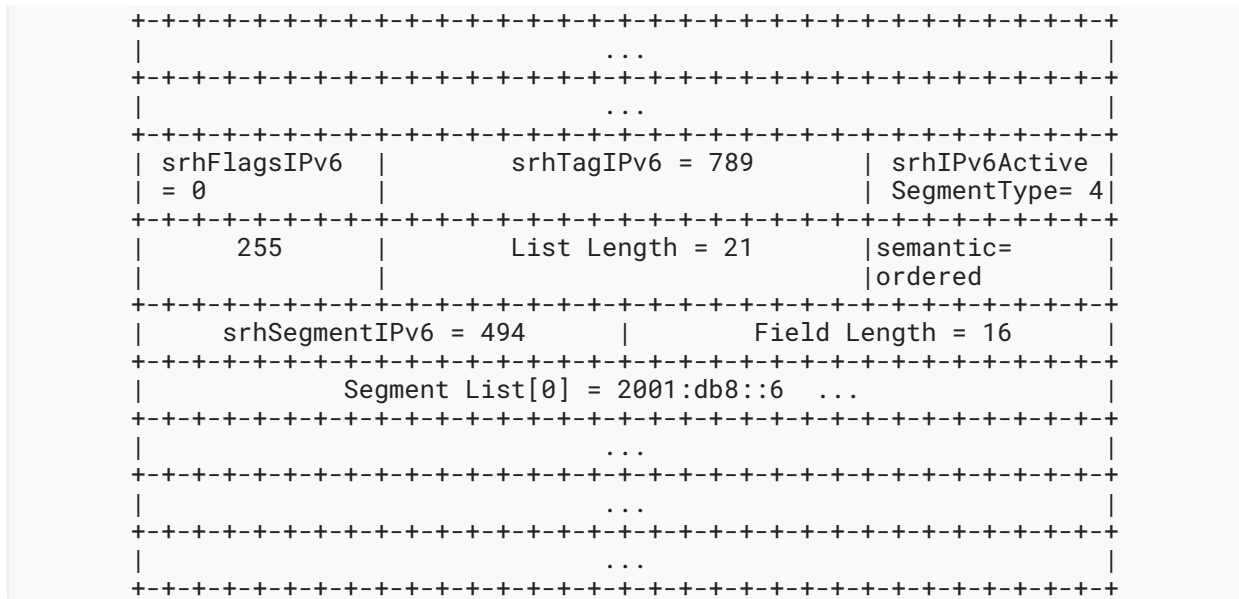 +-+-+-+-+-+-+-+-+-+-+-+-+-+-+-+-+-+-+-+-+-+-+-+-+-+-+-+-+-+-+-+-+
|                               ...                             |
+-+-+-+-+-+-+-+-+-+-+-+-+-+-+-+-+-+-+-+-+-+-+-+-+-+-+-+-+-+-+-+-+
|                               ...                             |
+-+-+-+-+-+-+-+-+-+-+-+-+-+-+-+-+-+-+-+-+-+-+-+-+-+-+-+-+-+-+-+-+
| srhFlagsIPv6  |        srhTagIPv6 = 789       | srhIPv6Active |
| = 0           |                               | SegmentType= 4|
+-+-+-+-+-+-+-+-+-+-+-+-+-+-+-+-+-+-+-+-+-+-+-+-+-+-+-+-+-+-+-+-+
|      255      |        List Length = 21       |semantic=      |
|               |                               |ordered        |
+-+-+-+-+-+-+-+-+-+-+-+-+-+-+-+-+-+-+-+-+-+-+-+-+-+-+-+-+-+-+-+-+
|     srhSegmentIPv6 = 494      |        Field Length = 16      |
+-+-+-+-+-+-+-+-+-+-+-+-+-+-+-+-+-+-+-+-+-+-+-+-+-+-+-+-+-+-+-+-+
|             Segment List[0] = 2001:db8::6  ...                |
+-+-+-+-+-+-+-+-+-+-+-+-+-+-+-+-+-+-+-+-+-+-+-+-+-+-+-+-+-+-+-+-+
|                               ...                             |
+-+-+-+-+-+-+-+-+-+-+-+-+-+-+-+-+-+-+-+-+-+-+-+-+-+-+-+-+-+-+-+-+
|                               ...                             |
+-+-+-+-+-+-+-+-+-+-+-+-+-+-+-+-+-+-+-+-+-+-+-+-+-+-+-+-+-+-+-+-+
|                               ...                             |
+-+-+-+-+-+-+-+-+-+-+-+-+-+-+-+-+-+-+-+-+-+-+-+-+-+-+-+-+-+-+-+-+